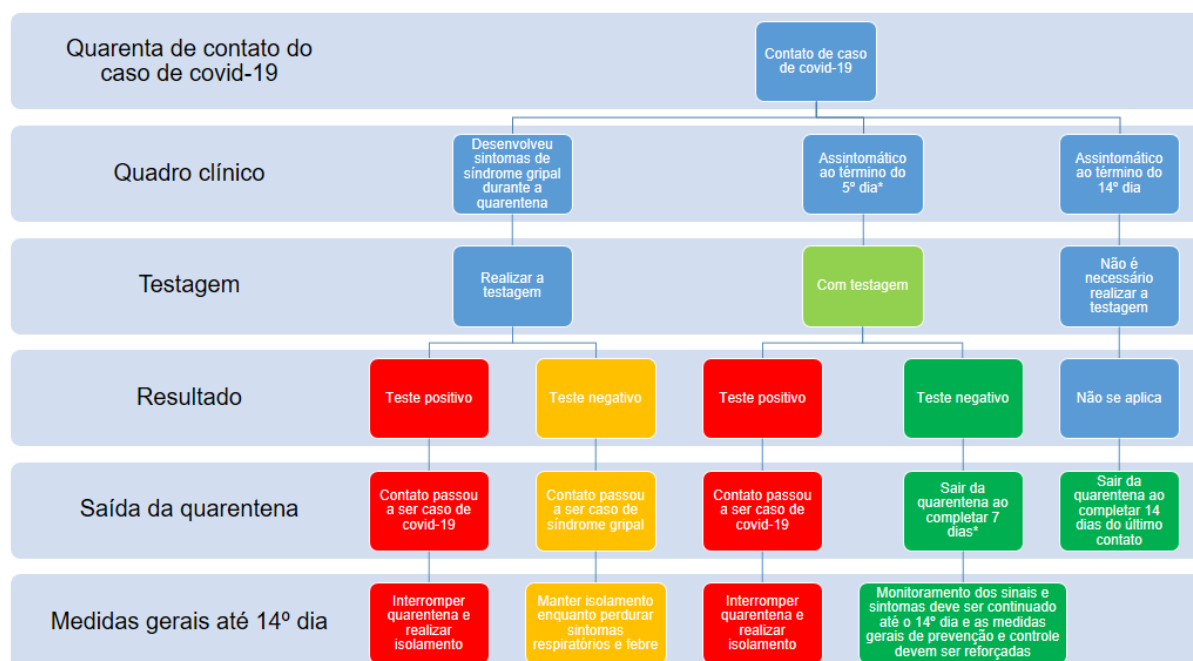 Quarenta de contato do
caso de covid-19
Contato de caso
de covid-19
Quadro clínico
Desenvolveu
sintomas de
síndrome gripal
durante a
quarentena
Assintomático
ao término do
5º dia*
Assintomático
ao término do
14º dia
Testagem
Realizar a
testagem
Com testagem
Não é
necessário
realizar a
testagem
Resultado
Teste positivo
Teste negativo
Teste positivo
Teste negativo
Não se aplica
Saída da quarentena
Contato passou
a ser caso de
covid-19
Contato passou
a ser caso de
síndrome gripal
Contato passou
a ser caso de
covid-19
Sair da
quarentena ao
completar 7
dias*
Sair da
quarentena ao
completar 14
dias do último
contato
Medidas gerais até 14º dia
Interromper
quarentena e
realizar
isolamento
Manter isolamento
enquanto perdurar
sintomas
respiratórios e febre
Interromper
quarentena e
realizar
isolamento
Monitoramento dos sinais e
sintomas deve ser continuado
até o 14º dia e as medidas
gerais de prevenção e controle
devem ser reforçadas